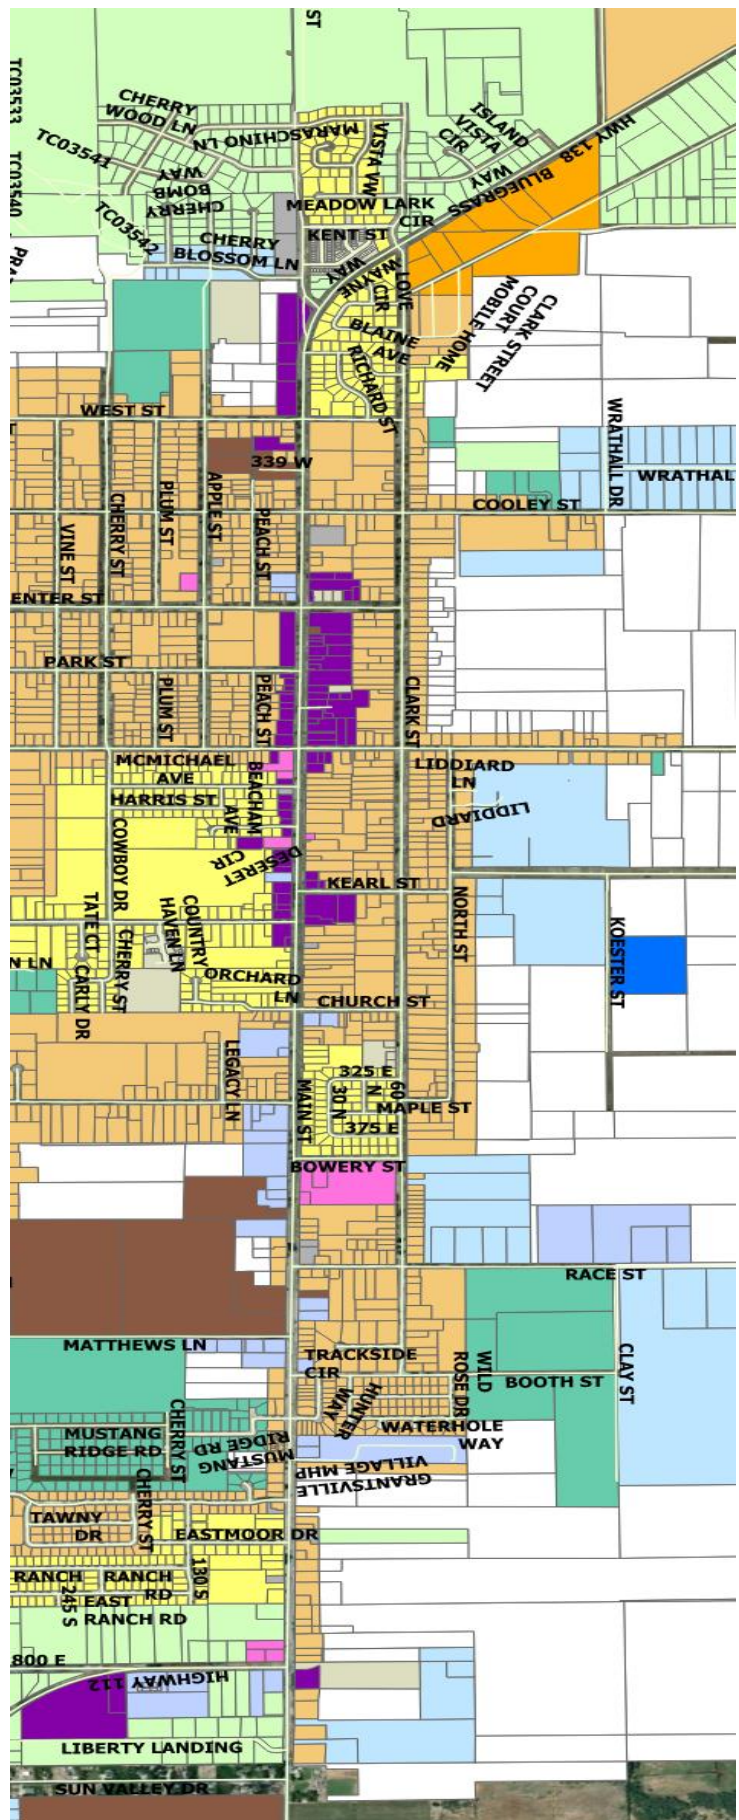 ST
TC03533
TC03540
CHERRY
WOOD LN
MARASCHINO LN
VISTA VW
ISLAND
VISTA
CIR
HWY 138
TC03541
CHERRY
BOMB
WAY
BLUEGRASS
WAY
TC03542
MEADOW LARK
CIR
KENT ST
CHERRY
BLOSSOM LN
WAYNE
WAY
LOVE
CIR
BLAINE
AVE
CLARK STREET
COURT
MOBILE HOME
RICHARD ST
WEST ST
339 W
WRATHALL DR
WRATHAL
COOLEY ST
VINE ST
CHERRY ST
PLUM ST
APPLE ST
PEACH ST
ENTER ST
PARK ST
PLUM ST
PEACH ST
CLARK ST
MCMICHAEL
AVE
HARRIS ST
BEACHAM
AVE
LIDDIARD
LN
LIDDIARD
DESERET
CIR
COWBOY DR
KEARL ST
NORTH ST
TATE CT
CHERRY ST
COUNTRY
HAVEN LN
ORCHARD
LN
KOESTER ST
N LN
CARLY DR
CHURCH ST
LEGACY LN
MAIN ST
325 E
30 N
60
N
MAPLE ST
375 E
BOWERY ST
RACE ST
MATTHEWS LN
TRACKSIDE
CIR
CLAY ST
WILD
ROSE DR
BOOTH ST
HUNTER
WAY
WATERHOLE
WAY
CHERRY ST
MUSTANG
RIDGE RD
MUSTANG
RIDGE RD
GRANTSVILLE
VILLAGE MHP
CHERRY ST
TAWNY
DR
EASTMOOR DR
RANCH
RANCH
RD
130 S
245 S
EAST
RANCH RD
800 E
HIGHWAY 112
LIBERTY LANDING
SUN VALLEY DR